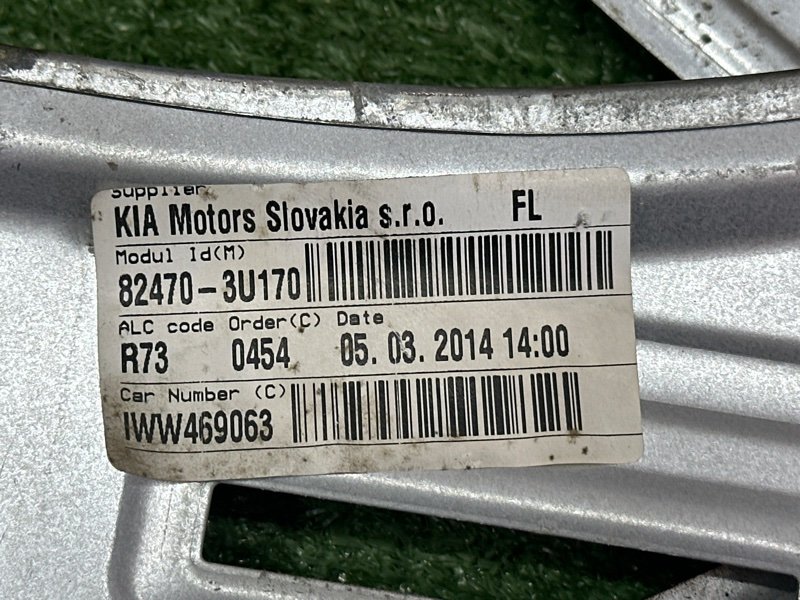 Supplier
KIA Motors Slovakia s.r.o. FL
Modul Id(M)
82470-3U170
ALC code Order(C) Date
R73 0454 05. 03. 2014 14:00
Car Number (C)
IWW469063